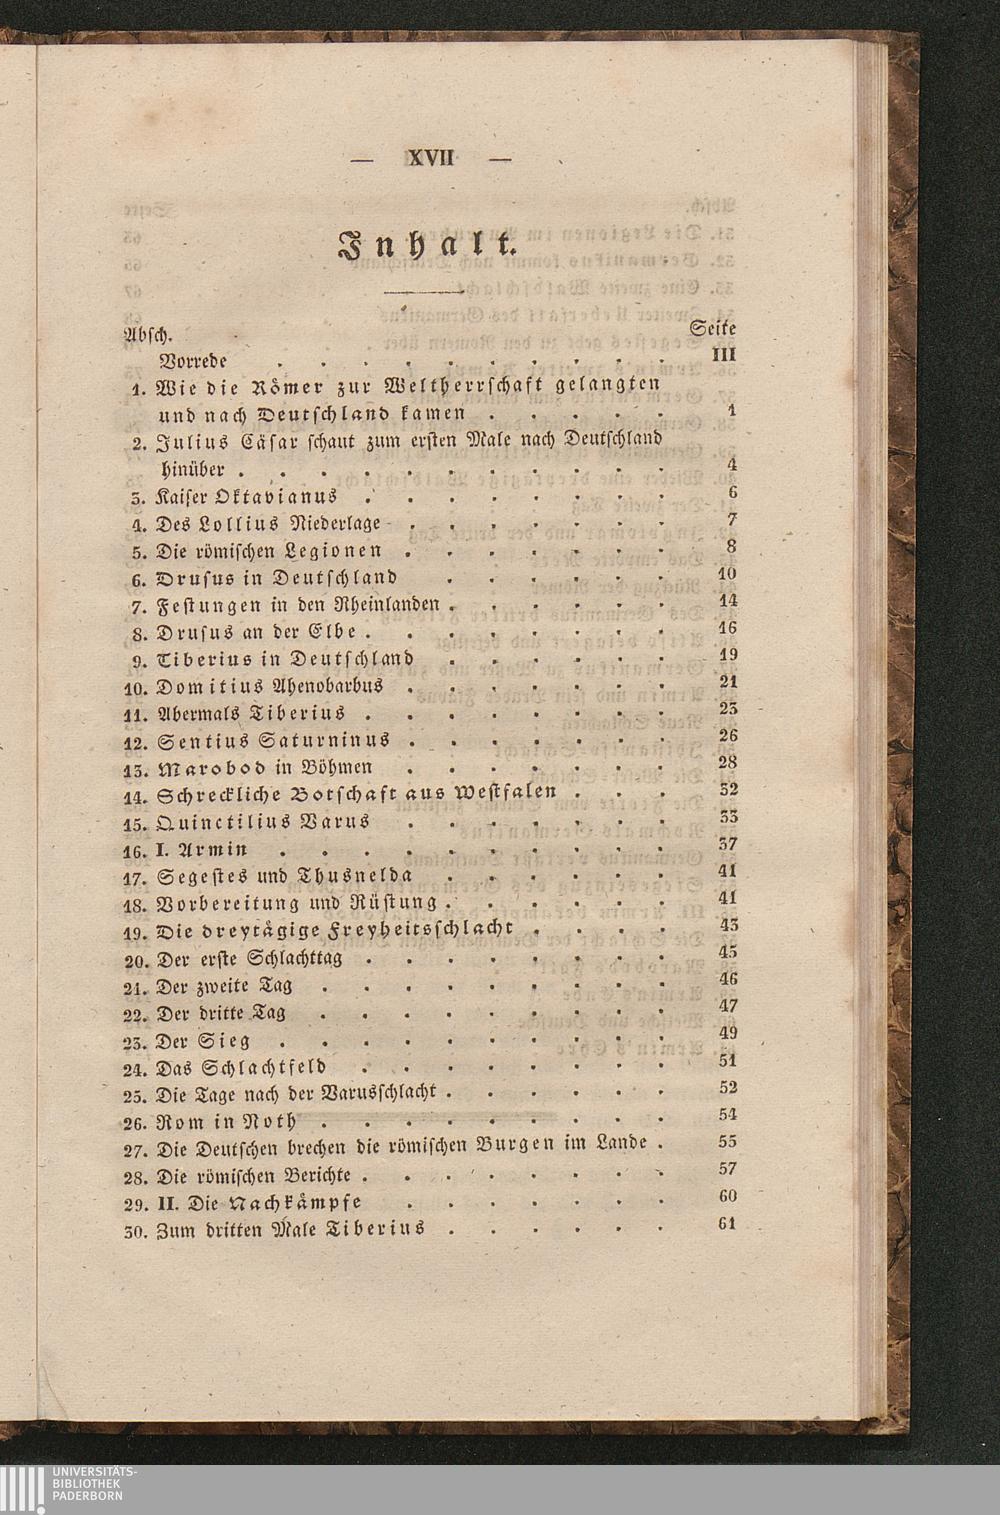 — XVII —
Inhalt.
Absch. Seite
Vorrede . . . . . . . . . . III
1. Wie die Römer zur Weltherrschaft gelangten
und nach Deutschland kamen . . . . . 1
2. Julius Cäsar schaut zum ersten Male nach Deutschland
hinüber . . . . . . . . . . . 4
3. Kaiser Oktavianus . . . . . . . . 6
4. Des Lollius Niederlage . . . . . . . 7
5. Die römischen Legionen . . . . . . . 8
6. Drusus in Deutschland . . . . . . 10
7. Festungen in den Rheinlanden . . . . . . 14
8. Drusus an der Elbe . . . . . . . . 16
9. Tiberius in Deutschland . . . . . . 19
10. Domitius Ahenobarbus . . . . . . . 21
11. Abermals Tiberius . . . . . . . . 23
12. Sentius Saturninus . . . . . . . 26
13. Marobod in Böhmen . . . . . . . 28
14. Schreckliche Botschaft aus Westfalen . . . 32
15. Quinctilius Varus . . . . . . . 33
16. I. Armin . . . . . . . . . . 37
17. Segestes und Thusnelda . . . . . . 41
18. Vorbereitung und Rüstung . . . . . . 41
19. Die dreytägige Freyheitsschlacht . . . . 43
20. Der erste Schlachttag . . . . . . . . 45
21. Der zweite Tag . . . . . . . . . 46
22. Der dritte Tag . . . . . . . . . 47
23. Der Sieg . . . . . . . . . . 49
24. Das Schlachtfeld . . . . . . . . 51
25. Die Tage nach der Varusschlacht . . . . . . 52
26. Rom in Noth . . . . . . . . . 54
27. Die Deutschen brechen die römischen Burgen im Lande . 55
28. Die römischen Berichte . . . . . . . . 57
29. II. Die Nachkämpfe . . . . . . . 60
30. Zum dritten Male Tiberius . . . . . . 61
UNIVERSITÄTS-
BIBLIOTHEK
PADERBORN